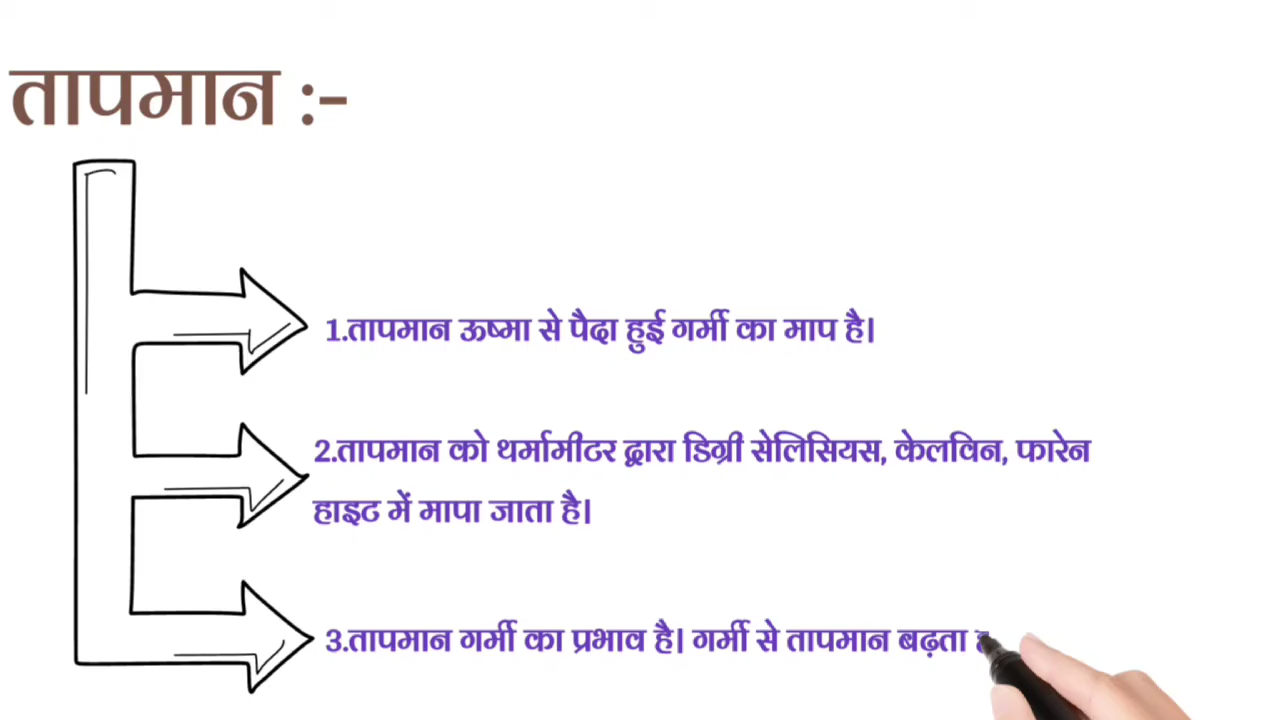 तापमान :-
1.तापमान ऊष्मा से पैदा हुई गर्मी का माप है।
2.तापमान को थर्मामीटर द्वारा डिग्री सेलिसियस, केलविन, फारेन
हाइट में मापा जाता है।
3.तापमान गर्मी का प्रभाव है। गर्मी से तापमान बढ़ता